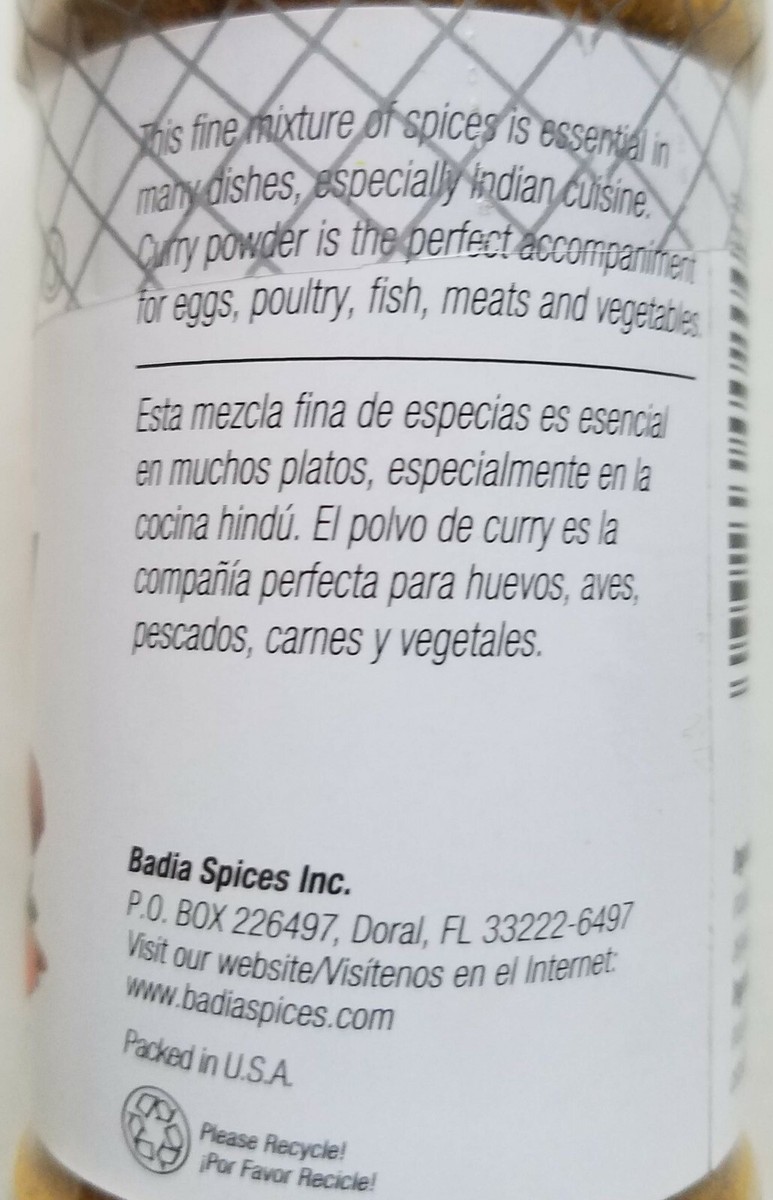 This fine mixture of spices is essential in
many dishes, especially Indian cuisine.
Curry powder is the perfect accompaniment
for eggs, poultry, fish, meats and vegetables.
Esta mezcla fina de especias es esencial
en muchos platos, especialmente en la
cocina hindú. El polvo de curry es la
compañía perfecta para huevos, aves,
pescados, carnes y vegetales.
Badia Spices Inc.
P.O. BOX 226497, Doral, FL 33222-6497
Visit our website/Visítenos en el Internet:
www.badiaspices.com
Packed in U.S.A.
Please Recycle!
¡Por Favor Recicle!